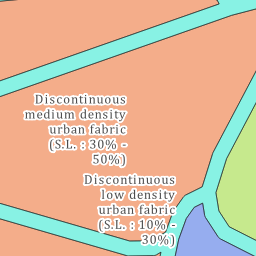 Discontinuous
medium density
urban fabric
(S.L. : 30% -
50%)
Discontinuous
low density
urban fabric
(S.L. : 10% -
30%)